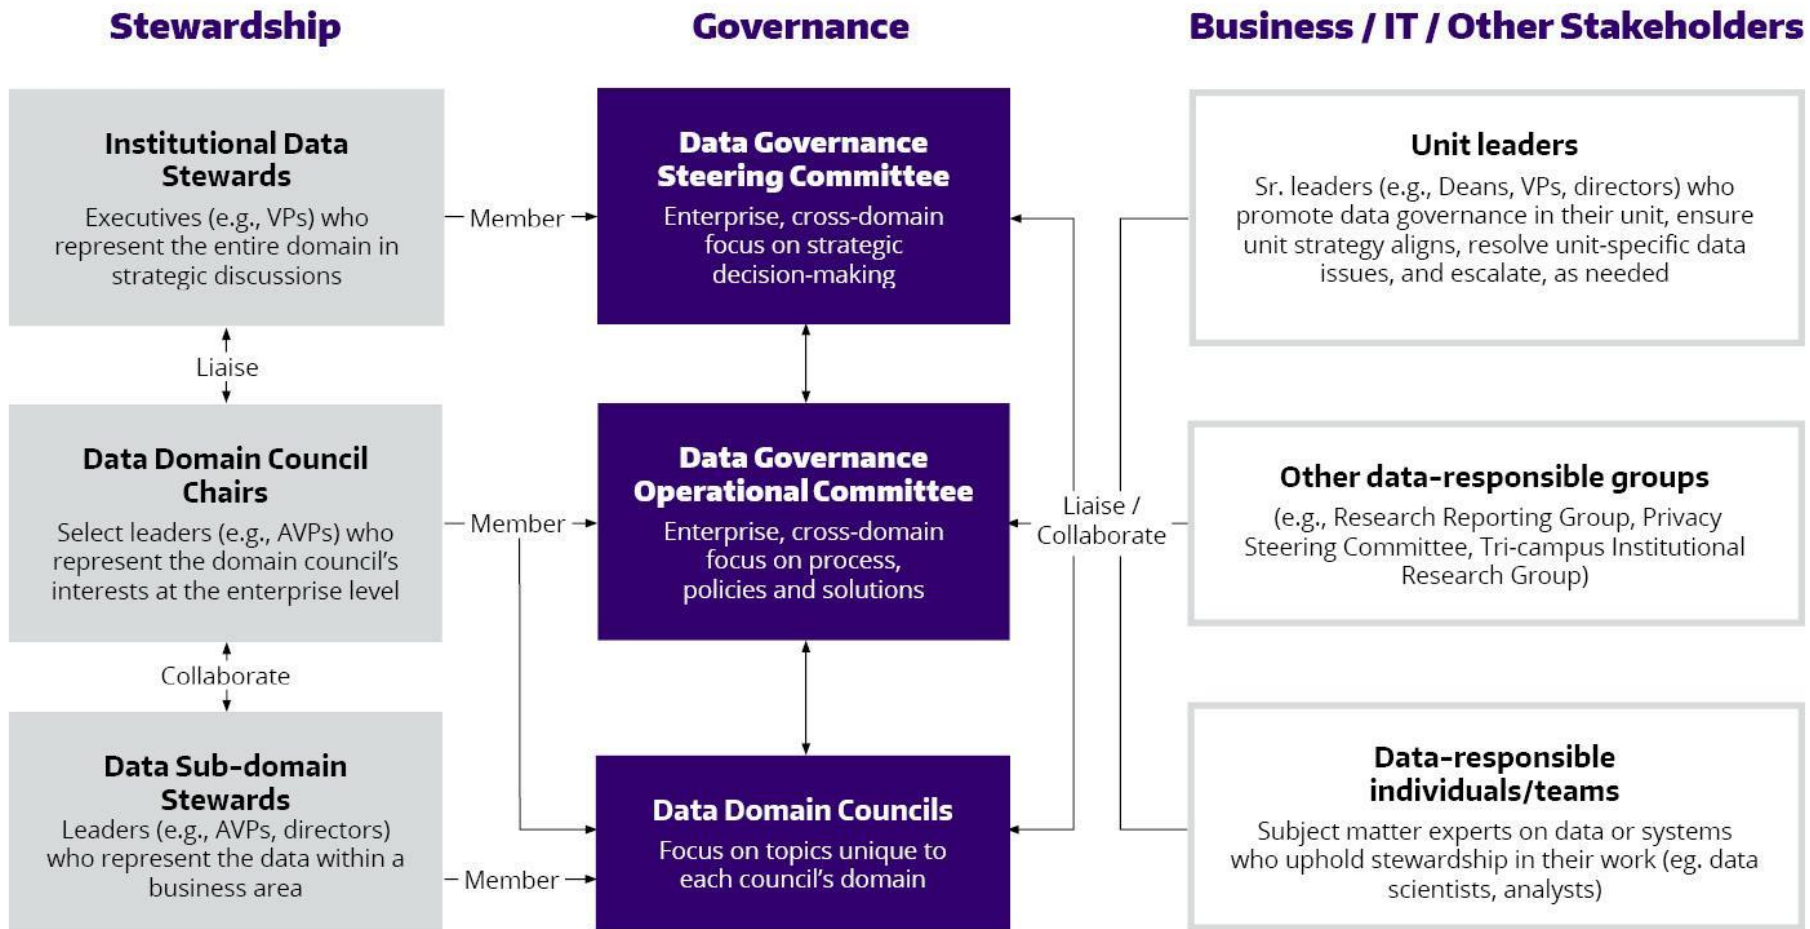 Stewardship
Governance
Business / IT / Other Stakeholders
Institutional Data
Stewards
Executives (e.g., VPs) who
represent the entire domain in
strategic discussions
Member
Data Governance
Steering Committee
Enterprise, cross-domain
focus on strategic
decision-making
Unit leaders
Sr. leaders (e.g., Deans, VPs, directors) who
promote data governance in their unit, ensure
unit strategy aligns, resolve unit-specific data
issues, and escalate, as needed
Liaise
Data Domain Council
Chairs
Select leaders (e.g., AVPs) who
represent the domain council's
interests at the enterprise level
Member
Data Governance
Operational Committee
Enterprise, cross-domain
focus on process,
policies and solutions
Liaise /
Collaborate
Other data-responsible groups
(e.g., Research Reporting Group, Privacy
Steering Committee, Tri-campus Institutional
Research Group)
Collaborate
Data Sub-domain
Stewards
Leaders (e.g., AVPs, directors)
who represent the data within a
business area
Member
Data Domain Councils
Focus on topics unique to
each council's domain
Data-responsible
individuals/teams
Subject matter experts on data or systems
who uphold stewardship in their work (eg. data
scientists, analysts)